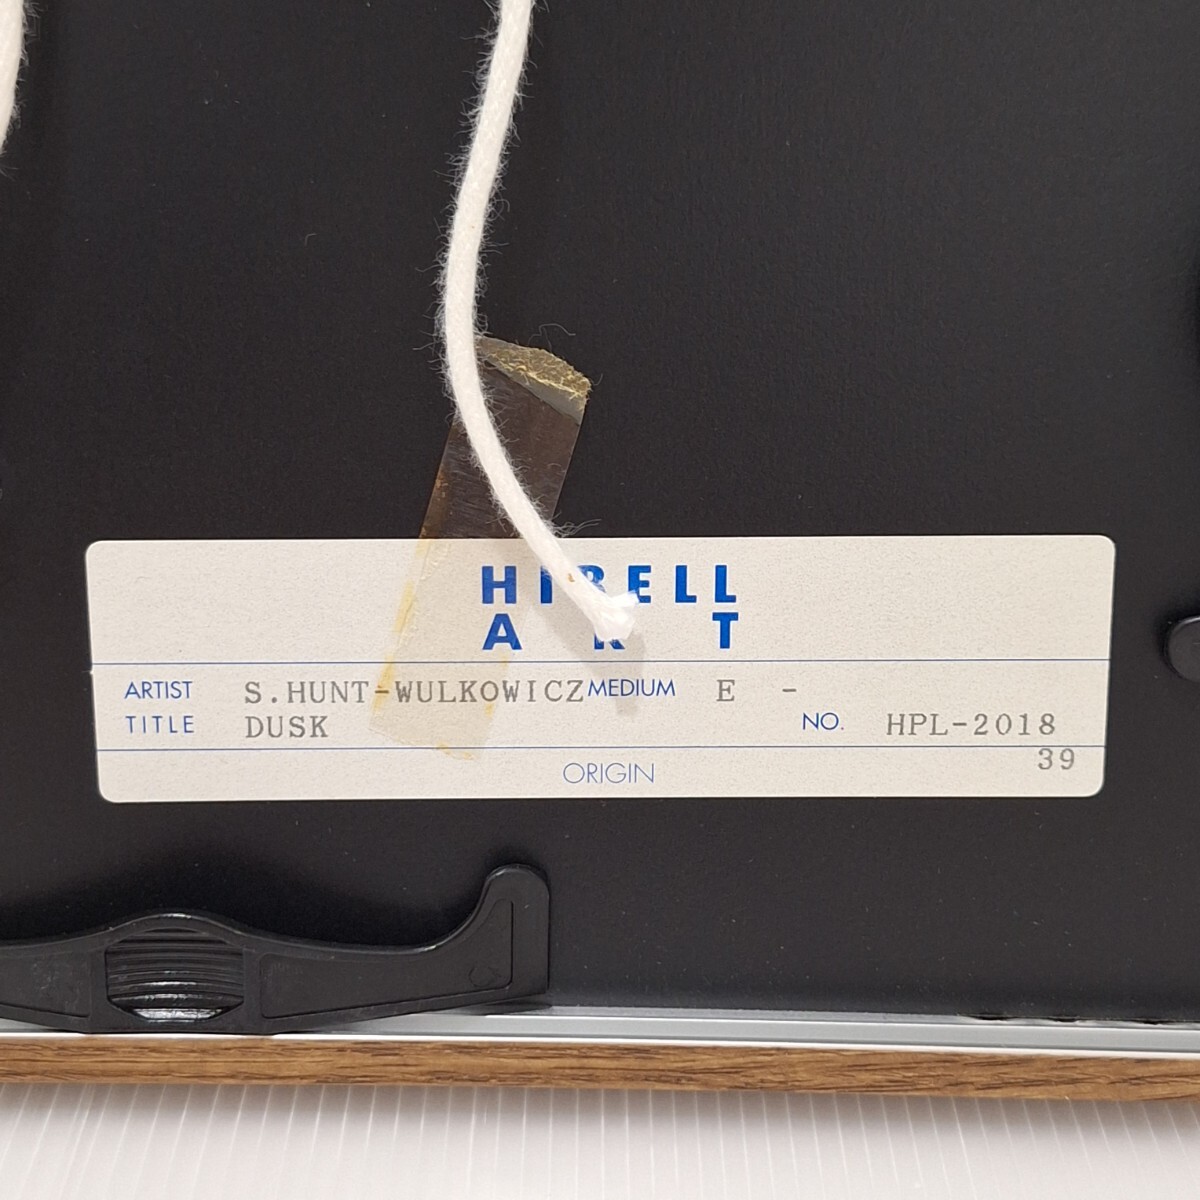 HIBELL
ART
ARTIST S.HUNT-WULKOWICZ MEDIUM E -
TITLE DUSK NO. HPL-2018
39
ORIGIN